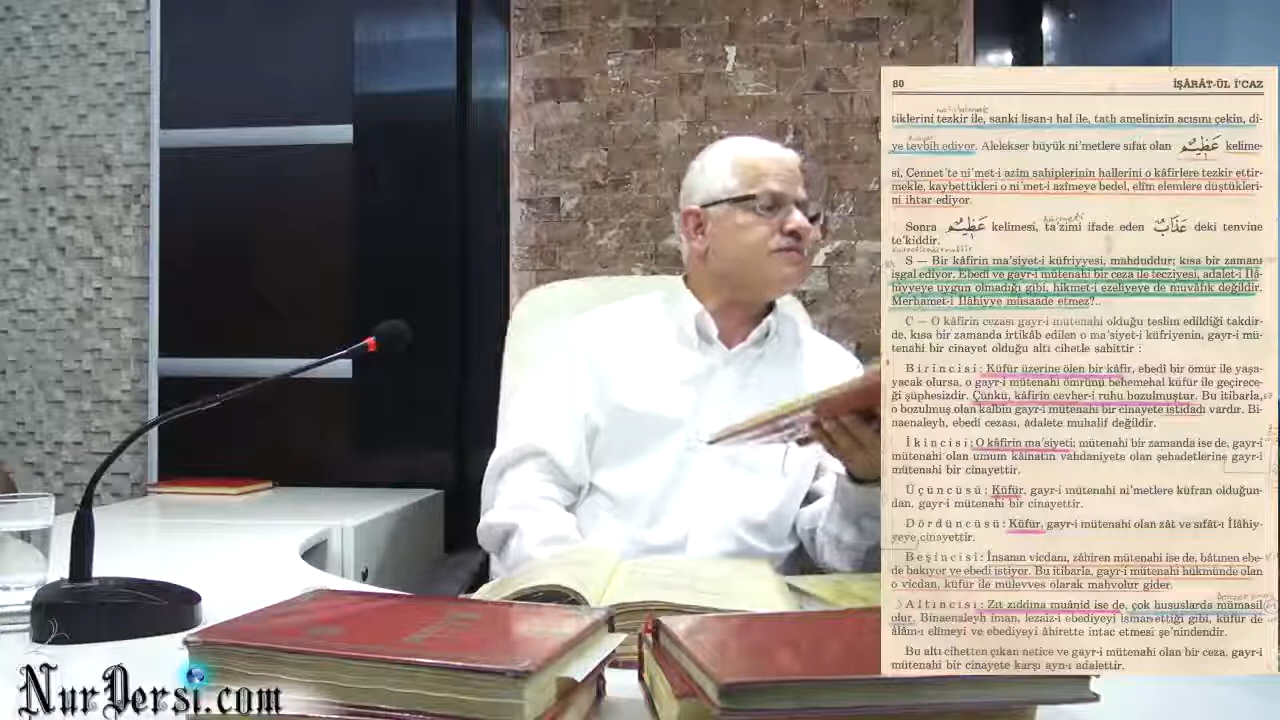 80 İŞÂRÂT-ÜL İ'CAZ
tiklerini tezkir ile, sanki lisan-ı hal ile, tatlı amelinizin acısını çekin, di-
ye tevbih ediyor. Alelekser büyük ni'metlere sıfat olan عَظِيمٌ kelime-
si, Cennet'te ni'met-i azîm sahiplerinin hallerini o kâfirlere tezkir ettir-
mekle, kaybettikleri o ni'met-i azîmeye bedel, elîm elemlere düştükleri-
ni ihtar ediyor.
Sonra عَظِيمٌ kelimesi, ta'zimi ifade eden عَذَابٌ deki tenvine
te'kiddir.
S — Bir kâfirin ma'siyet-i küfriyyesi, mahduddur; kısa bir zamanı
işgal ediyor. Ebedî ve gayr-i mütenahi bir ceza ile tecziyesi, adalet-i İlâ-
hiyyeye uygun olmadığı gibi, hikmet-i ezeliyeye de muvafık değildir.
Merhamet-i İlâhiyye müsaade etmez?..
C — O kâfirin cezası gayr-i mütenahi olduğu teslim edildiği takdir-
de, kısa bir zamanda irtikâb edilen o ma'siyet-i küfriyenin, gayr-i mü-
tenahi bir cinayet olduğu altı cihetle sabittir :
Birincisi: Küfür üzerine ölen bir kâfir, ebedî bir ömür ile yaşa-
yacak olursa, o gayr-i mütenahi ömrünü behemehal küfür ile geçirece-
ği şüphesizdir. Çünkü, kâfirin cevher-i ruhu bozulmuştur. Bu itibarla,
o bozulmuş olan kalbin gayr-i mütenahi bir cinayete istidadı vardır. Bi-
naenaleyh, ebedî cezası, adalete muhalif değildir.
İkincisi: O kâfirin ma'siyeti; mütenahi bir zamanda ise de, gayr-i
mütenahi olan umum kâinatın vahdaniyete olan şehadetlerine gayr-i
mütenahi bir cinayettir.
Üçüncüsü: Küfür, gayr-i mütenahi ni'metlere küfran olduğun-
dan, gayr-i mütenahi bir cinayettir.
Dördüncüsü: Küfür, gayr-i mütenahi olan zât ve sıfat-ı İlâhiy-
yeye cinayettir.
Beşincisi: İnsanın vicdanı, zâhiren mütenahi ise de, bâtınen ebe-
de bakıyor ve ebedi istiyor. Bu itibarla, gayr-i mütenahi hükmünde olan
o vicdan, küfür ile mülevves olarak mahvolur gider.
Altıncısı: Zıt zıddına muânid ise de, çok hususlarda mümasil
olur. Binaenaleyh iman, lezaiz-i ebediyeyi ismar ettiği gibi, küfür de
âlâm-ı elîmeyi ve ebediyeyi âhirette intac etmesi şe'nindendir.
Bu altı cihetten çıkan netice ve gayr-i mütenahi olan bir ceza, gayr-i
mütenahi bir cinayete karşı ayn-ı adalettir.
NurDersi.com